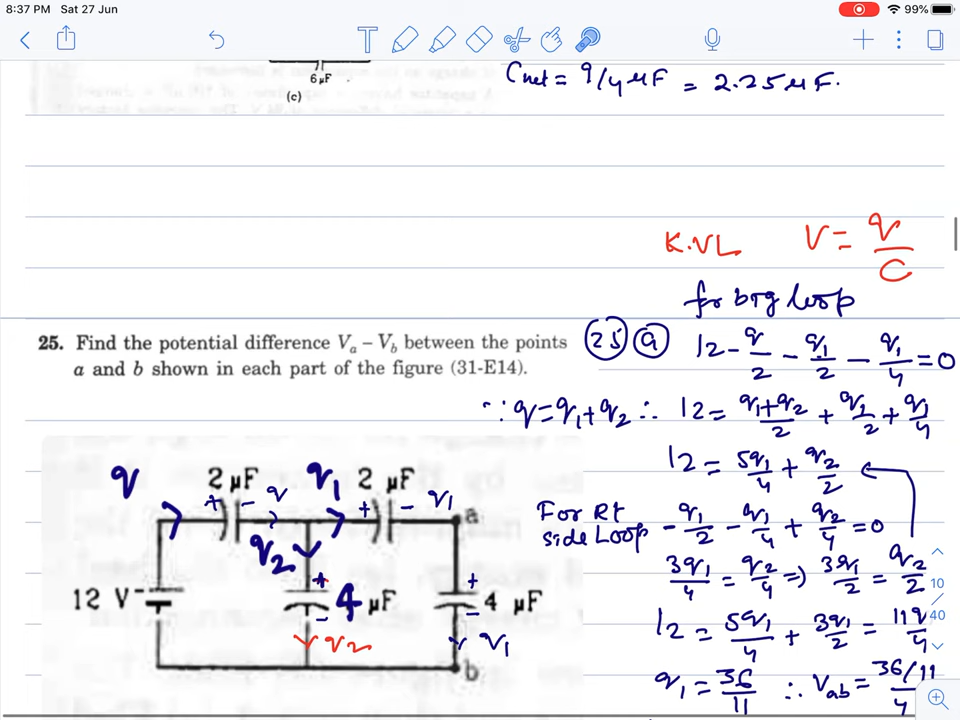 8:37 PM Sat 27 Jun
99%
T
6 µF
(c)
Cnet = 9/4 µF = 2.25 µF.
K.VL V = q/C
for big loop
25. Find the potential difference Va – Vb between the points
a and b shown in each part of the figure (31-E14).
25 a 12 - q/2 - q1/2 - q1/4 = 0
∵ q = q1 + q2 ∴ 12 = q1+q2/2 + q1/2 + q1/4
12 = 5q1/4 + q2/2
For Rt side Loop - q1/2 - q1/4 + q2/4 = 0
3q1/4 = q2/4 => 3q1/2 = q2/2
12 = 5q1/4 + 3q1/2 = 11q/4
q1 = 36/11 ∴ Vab = 36/11/4
q 2 µF q1 2 µF
+ - q + - q1 a
q2
12 V + 4 µF - + 4 µF -
q2 q1
b
10
40